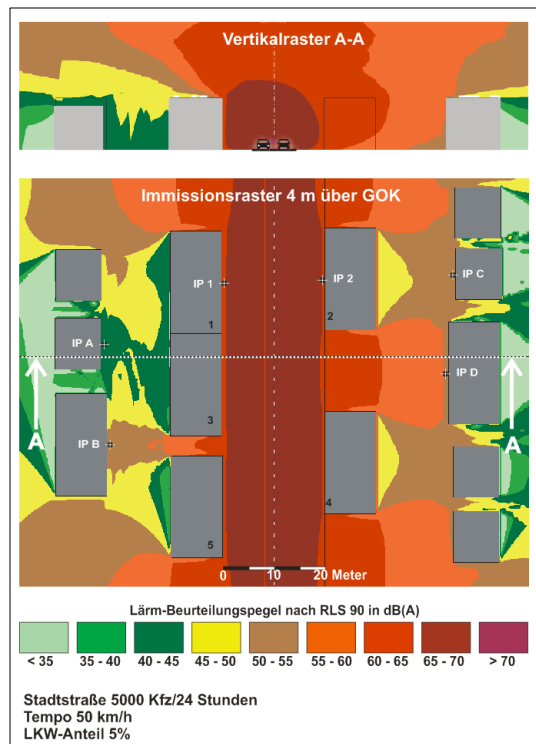 Vertikalraster A-A
Immissionsraster 4 m über GOK
IP 1
IP 2
IP C
1
2
IP A
IP D
A
A
3
IP B
4
5
0 10 20 Meter
Lärm-Beurteilungspegel nach RLS 90 in dB(A)
< 35 35 - 40 40 - 45 45 - 50 50 - 55 55 - 60 60 - 65 65 - 70 > 70
Stadtstraße 5000 Kfz/24 Stunden
Tempo 50 km/h
LKW-Anteil 5%